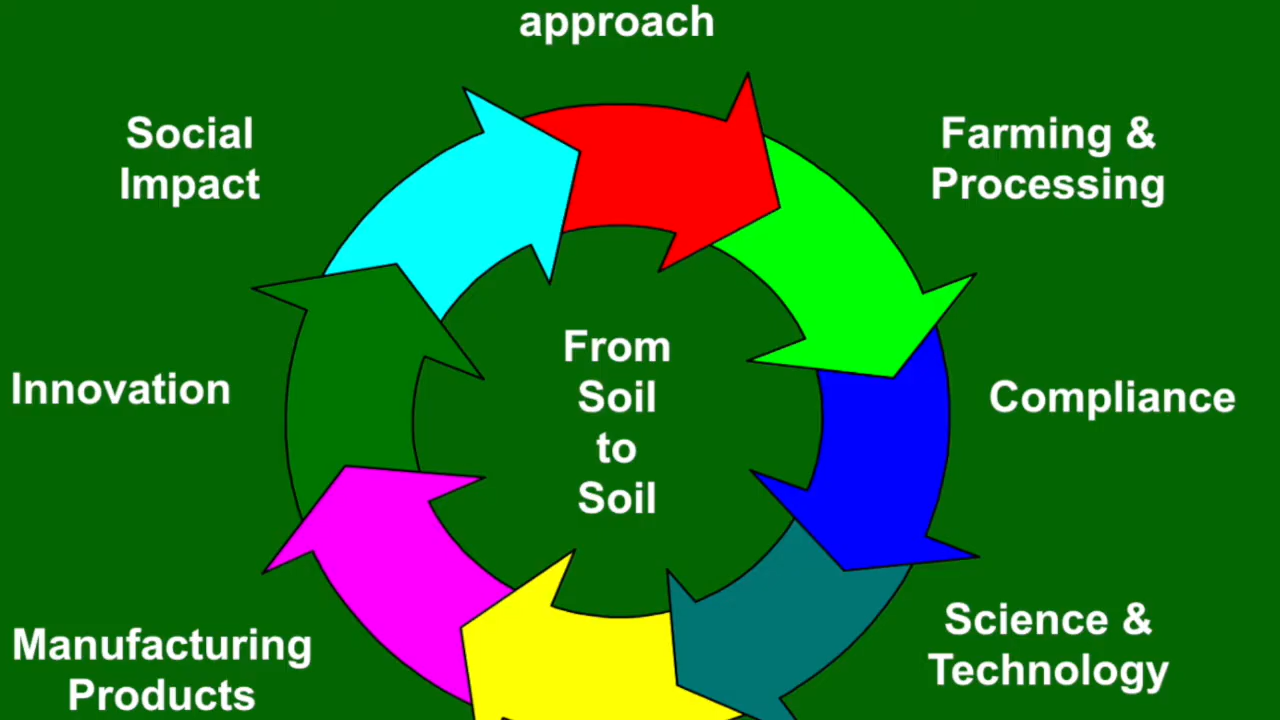 approach
Social
Impact
Farming &
Processing
From
Soil
to
Soil
Innovation
Compliance
Science &
Technology
Manufacturing
Products